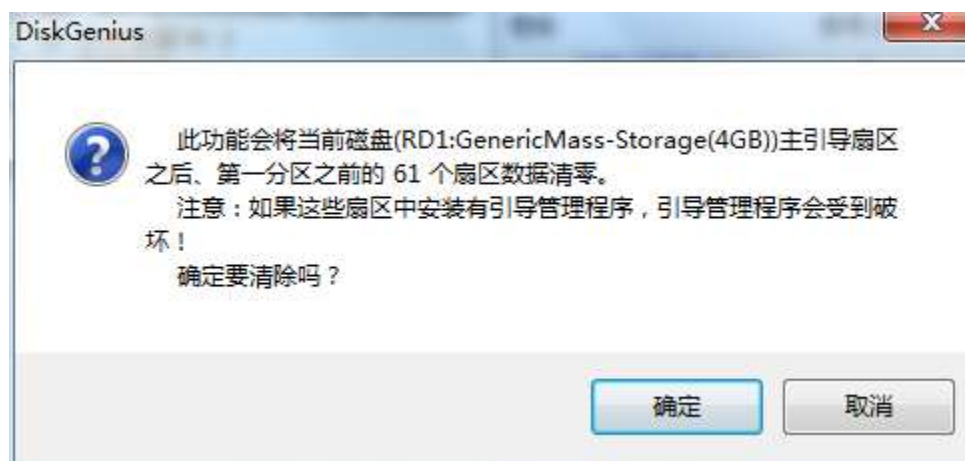 DiskGenius
此功能会将当前磁盘(RD1:GenericMass-Storage(4GB))主引导扇区
之后、第一分区之前的 61 个扇区数据清零。
注意：如果这些扇区中安装有引导管理程序，引导管理程序会受到破
坏！
确定要清除吗？
确定
取消